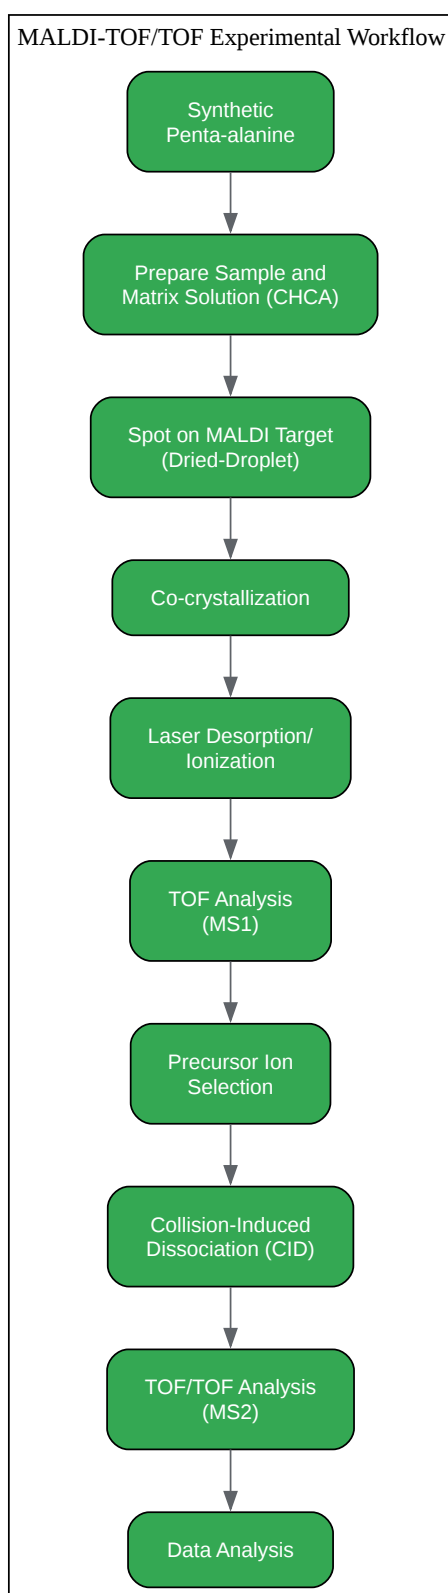 MALDI-TOF/TOF Experimental Workflow
Synthetic
Penta-alanine
Prepare Sample and
Matrix Solution (CHCA)
Spot on MALDI Target
(Dried-Droplet)
Co-crystallization
Laser Desorption/
Ionization
TOF Analysis
(MS1)
Precursor Ion
Selection
Collision-Induced
Dissociation (CID)
TOF/TOF Analysis
(MS2)
Data Analysis